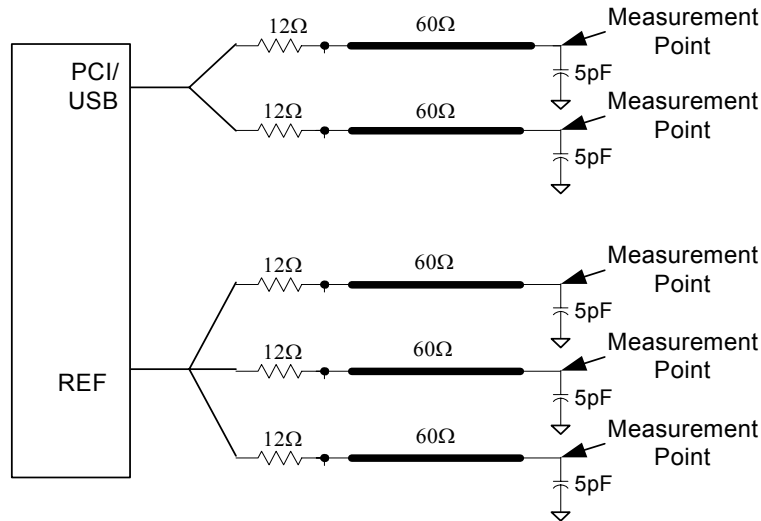 12Ω 60Ω Measurement
Point
PCI/
USB
5pF
12Ω 60Ω Measurement
Point
5pF
12Ω 60Ω Measurement
Point
5pF
12Ω 60Ω Measurement
Point
REF
5pF
12Ω 60Ω Measurement
Point
5pF